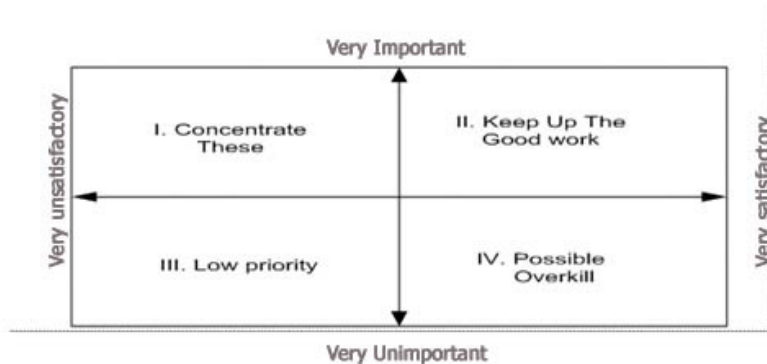 Very Important
Very unsatisfactory
I. Concentrate
These
II. Keep Up The
Good work
Very satisfactory
III. Low priority
IV. Possible
Overkill
Very Unimportant